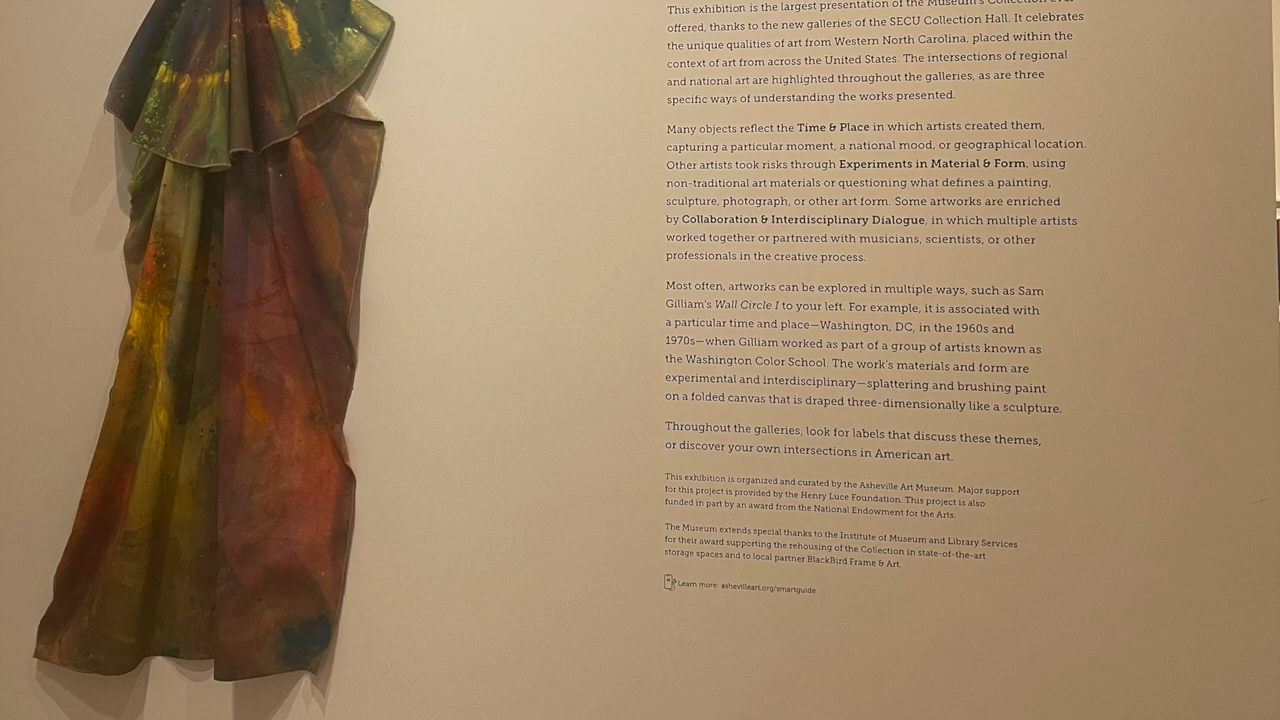 This exhibition is the largest presentation of the Museum's Collection ever
offered, thanks to the new galleries of the SECU Collection Hall. It celebrates
the unique qualities of art from Western North Carolina, placed within the
context of art from across the United States. The intersections of regional
and national art are highlighted throughout the galleries, as are three
specific ways of understanding the works presented.
Many objects reflect the Time & Place in which artists created them,
capturing a particular moment, a national mood, or geographical location.
Other artists took risks through Experiments in Material & Form, using
non-traditional art materials or questioning what defines a painting,
sculpture, photograph, or other art form. Some artworks are enriched
by Collaboration & Interdisciplinary Dialogue, in which multiple artists
worked together or partnered with musicians, scientists, or other
professionals in the creative process.
Most often, artworks can be explored in multiple ways, such as Sam
Gilliam's Wall Circle I to your left. For example, it is associated with
a particular time and place—Washington, DC, in the 1960s and
1970s—when Gilliam worked as part of a group of artists known as
the Washington Color School. The work's materials and form are
experimental and interdisciplinary—splattering and brushing paint
on a folded canvas that is draped three-dimensionally like a sculpture.
Throughout the galleries, look for labels that discuss these themes,
or discover your own intersections in American art.
This exhibition is organized and curated by the Asheville Art Museum. Major support
for this project is provided by the Henry Luce Foundation. This project is also
funded in part by an award from the National Endowment for the Arts.
The Museum extends special thanks to the Institute of Museum and Library Services
for their award supporting the rehousing of the Collection in state-of-the-art
storage spaces and to local partner BlackBird Frame & Art.
Learn more: ashevilleart.org/smartguide